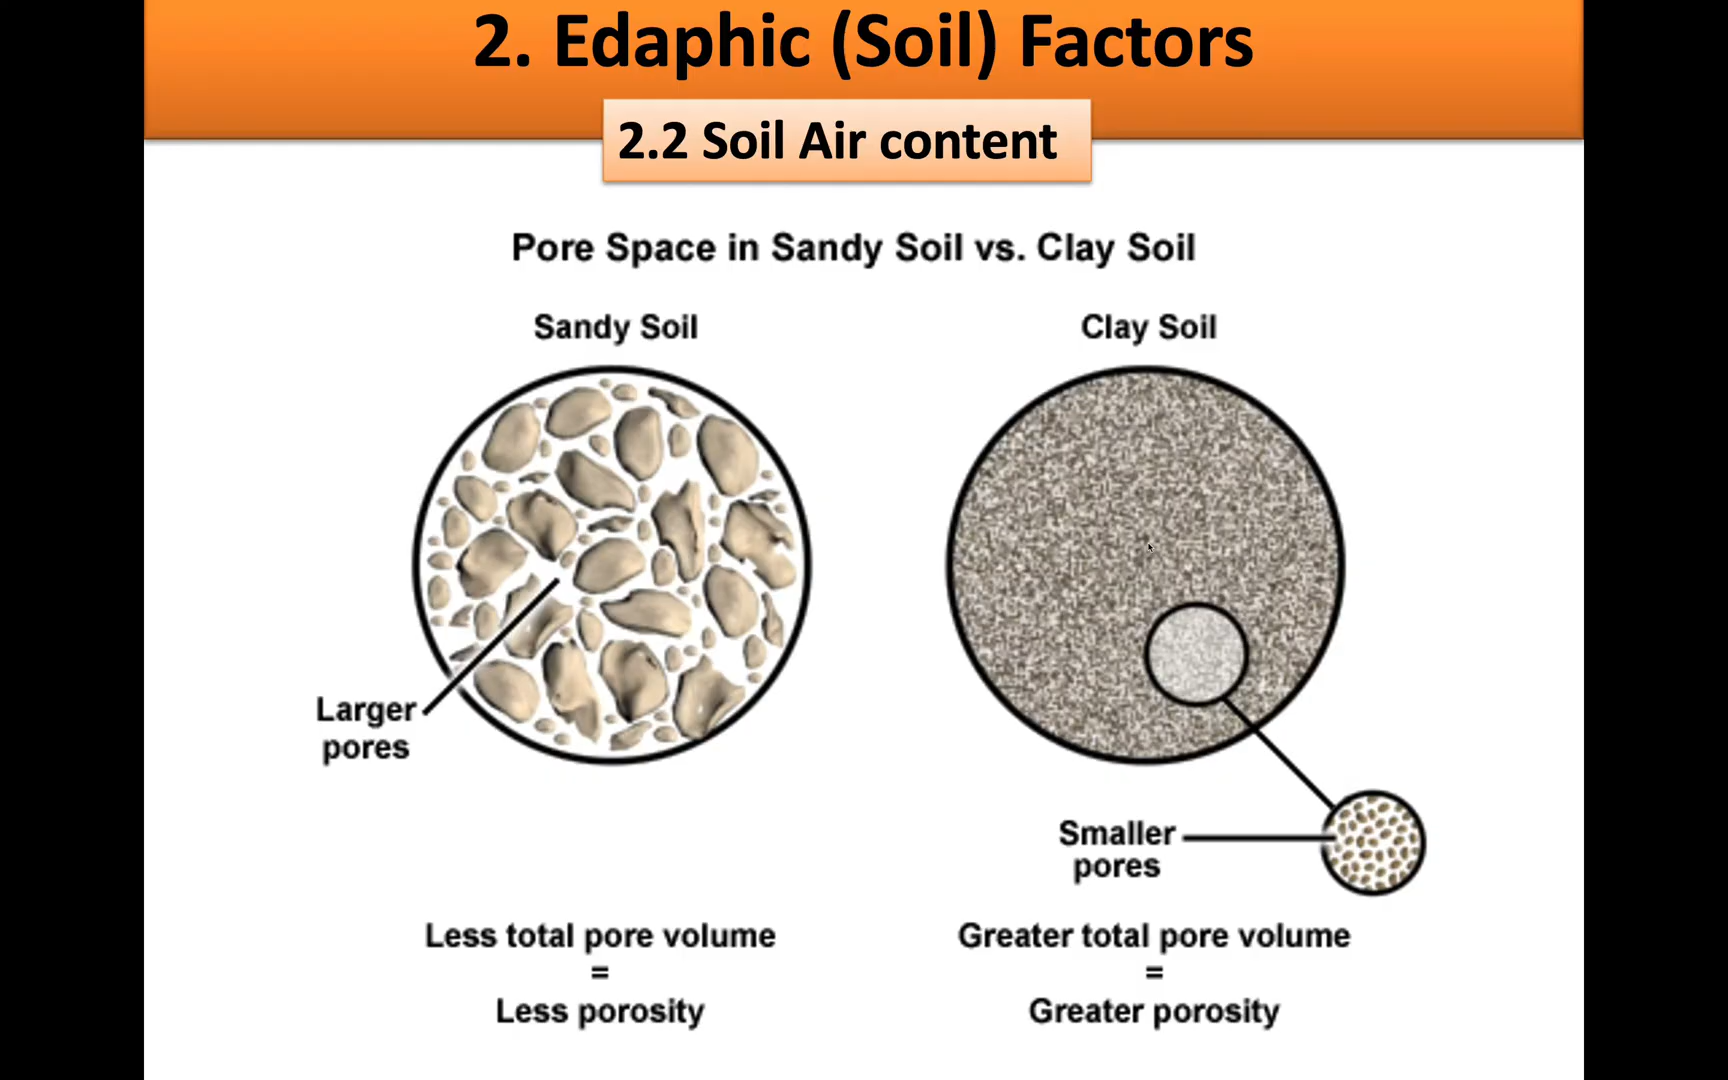 2. Edaphic (Soil) Factors
2.2 Soil Air content
Pore Space in Sandy Soil vs. Clay Soil
Sandy Soil
Clay Soil
Larger
pores
Smaller
pores
Less total pore volume
=
Less porosity
Greater total pore volume
=
Greater porosity